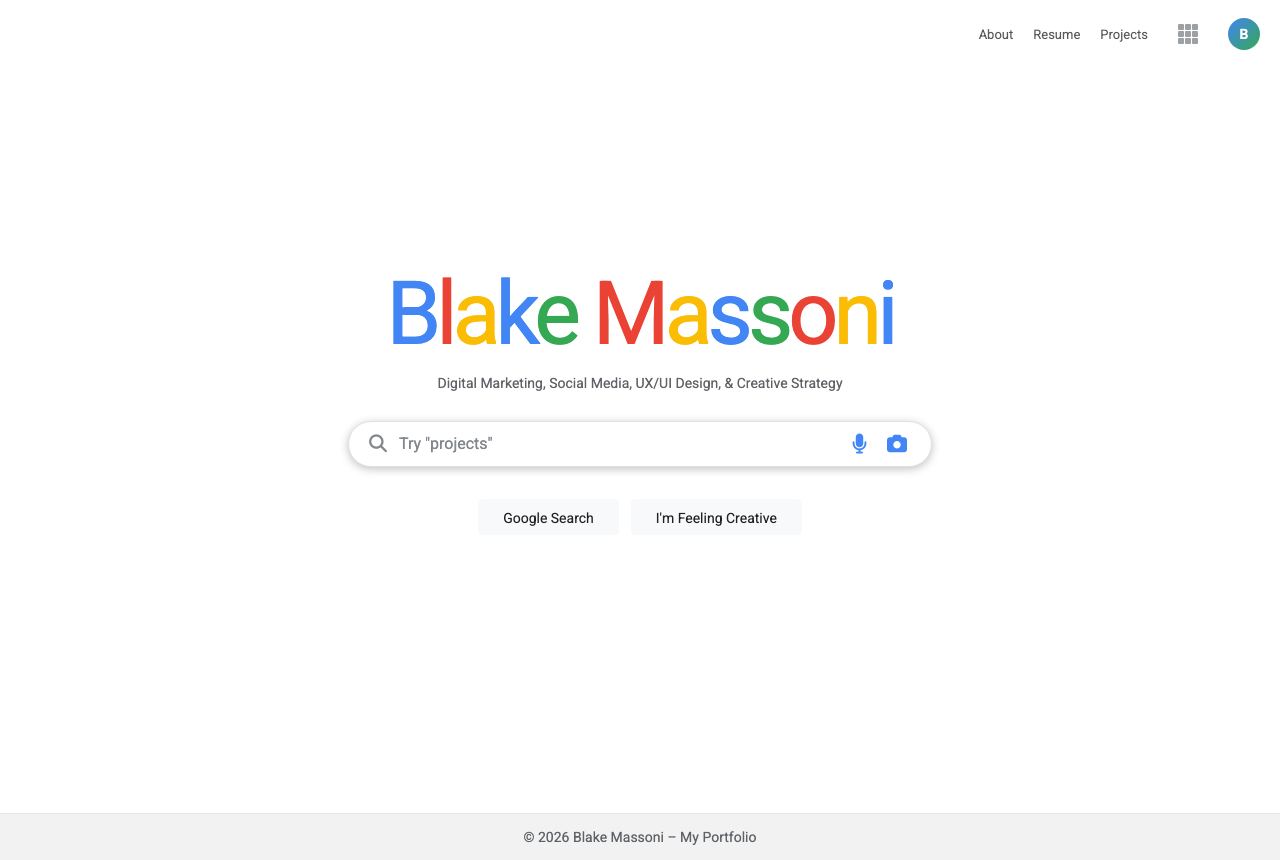 About Resume Projects B
Blake Massoni
Digital Marketing, Social Media, UX/UI Design, & Creative Strategy
Try "projects"
Google Search I'm Feeling Creative
© 2026 Blake Massoni – My Portfolio